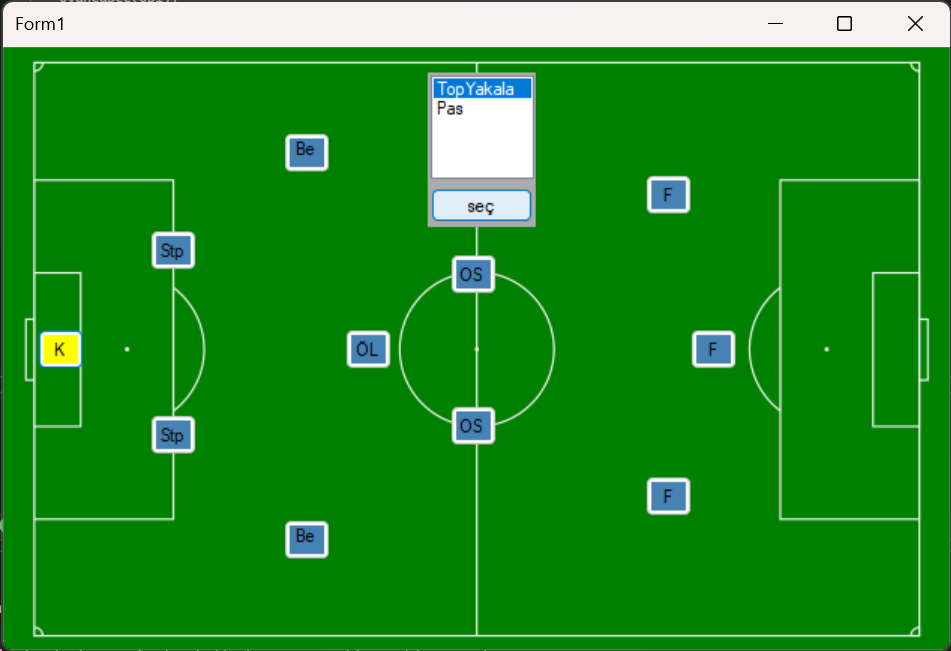 Form1
TopYakala
Pas
seç
Be
F
Stp
OS
K
ÖL
F
Stp
OS
F
Be